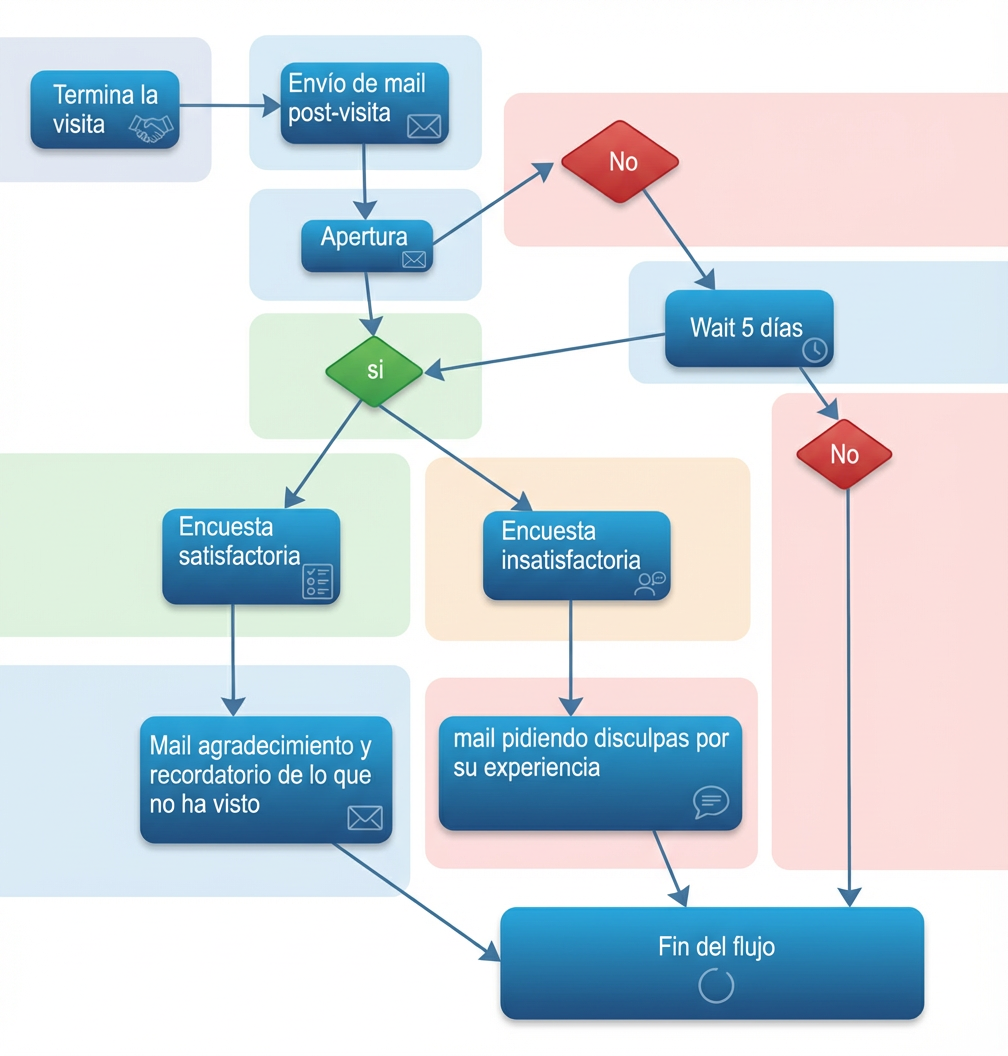 Termina la
visita
Envío de mail
post-visita
No
Apertura
Wait 5 días
si
No
Encuesta
satisfactoria
Encuesta
insatisfactoria
Mail agradecimiento y
recordatorio de lo que
no ha visto
mail pidiendo disculpas por
su experiencia
Fin del flujo